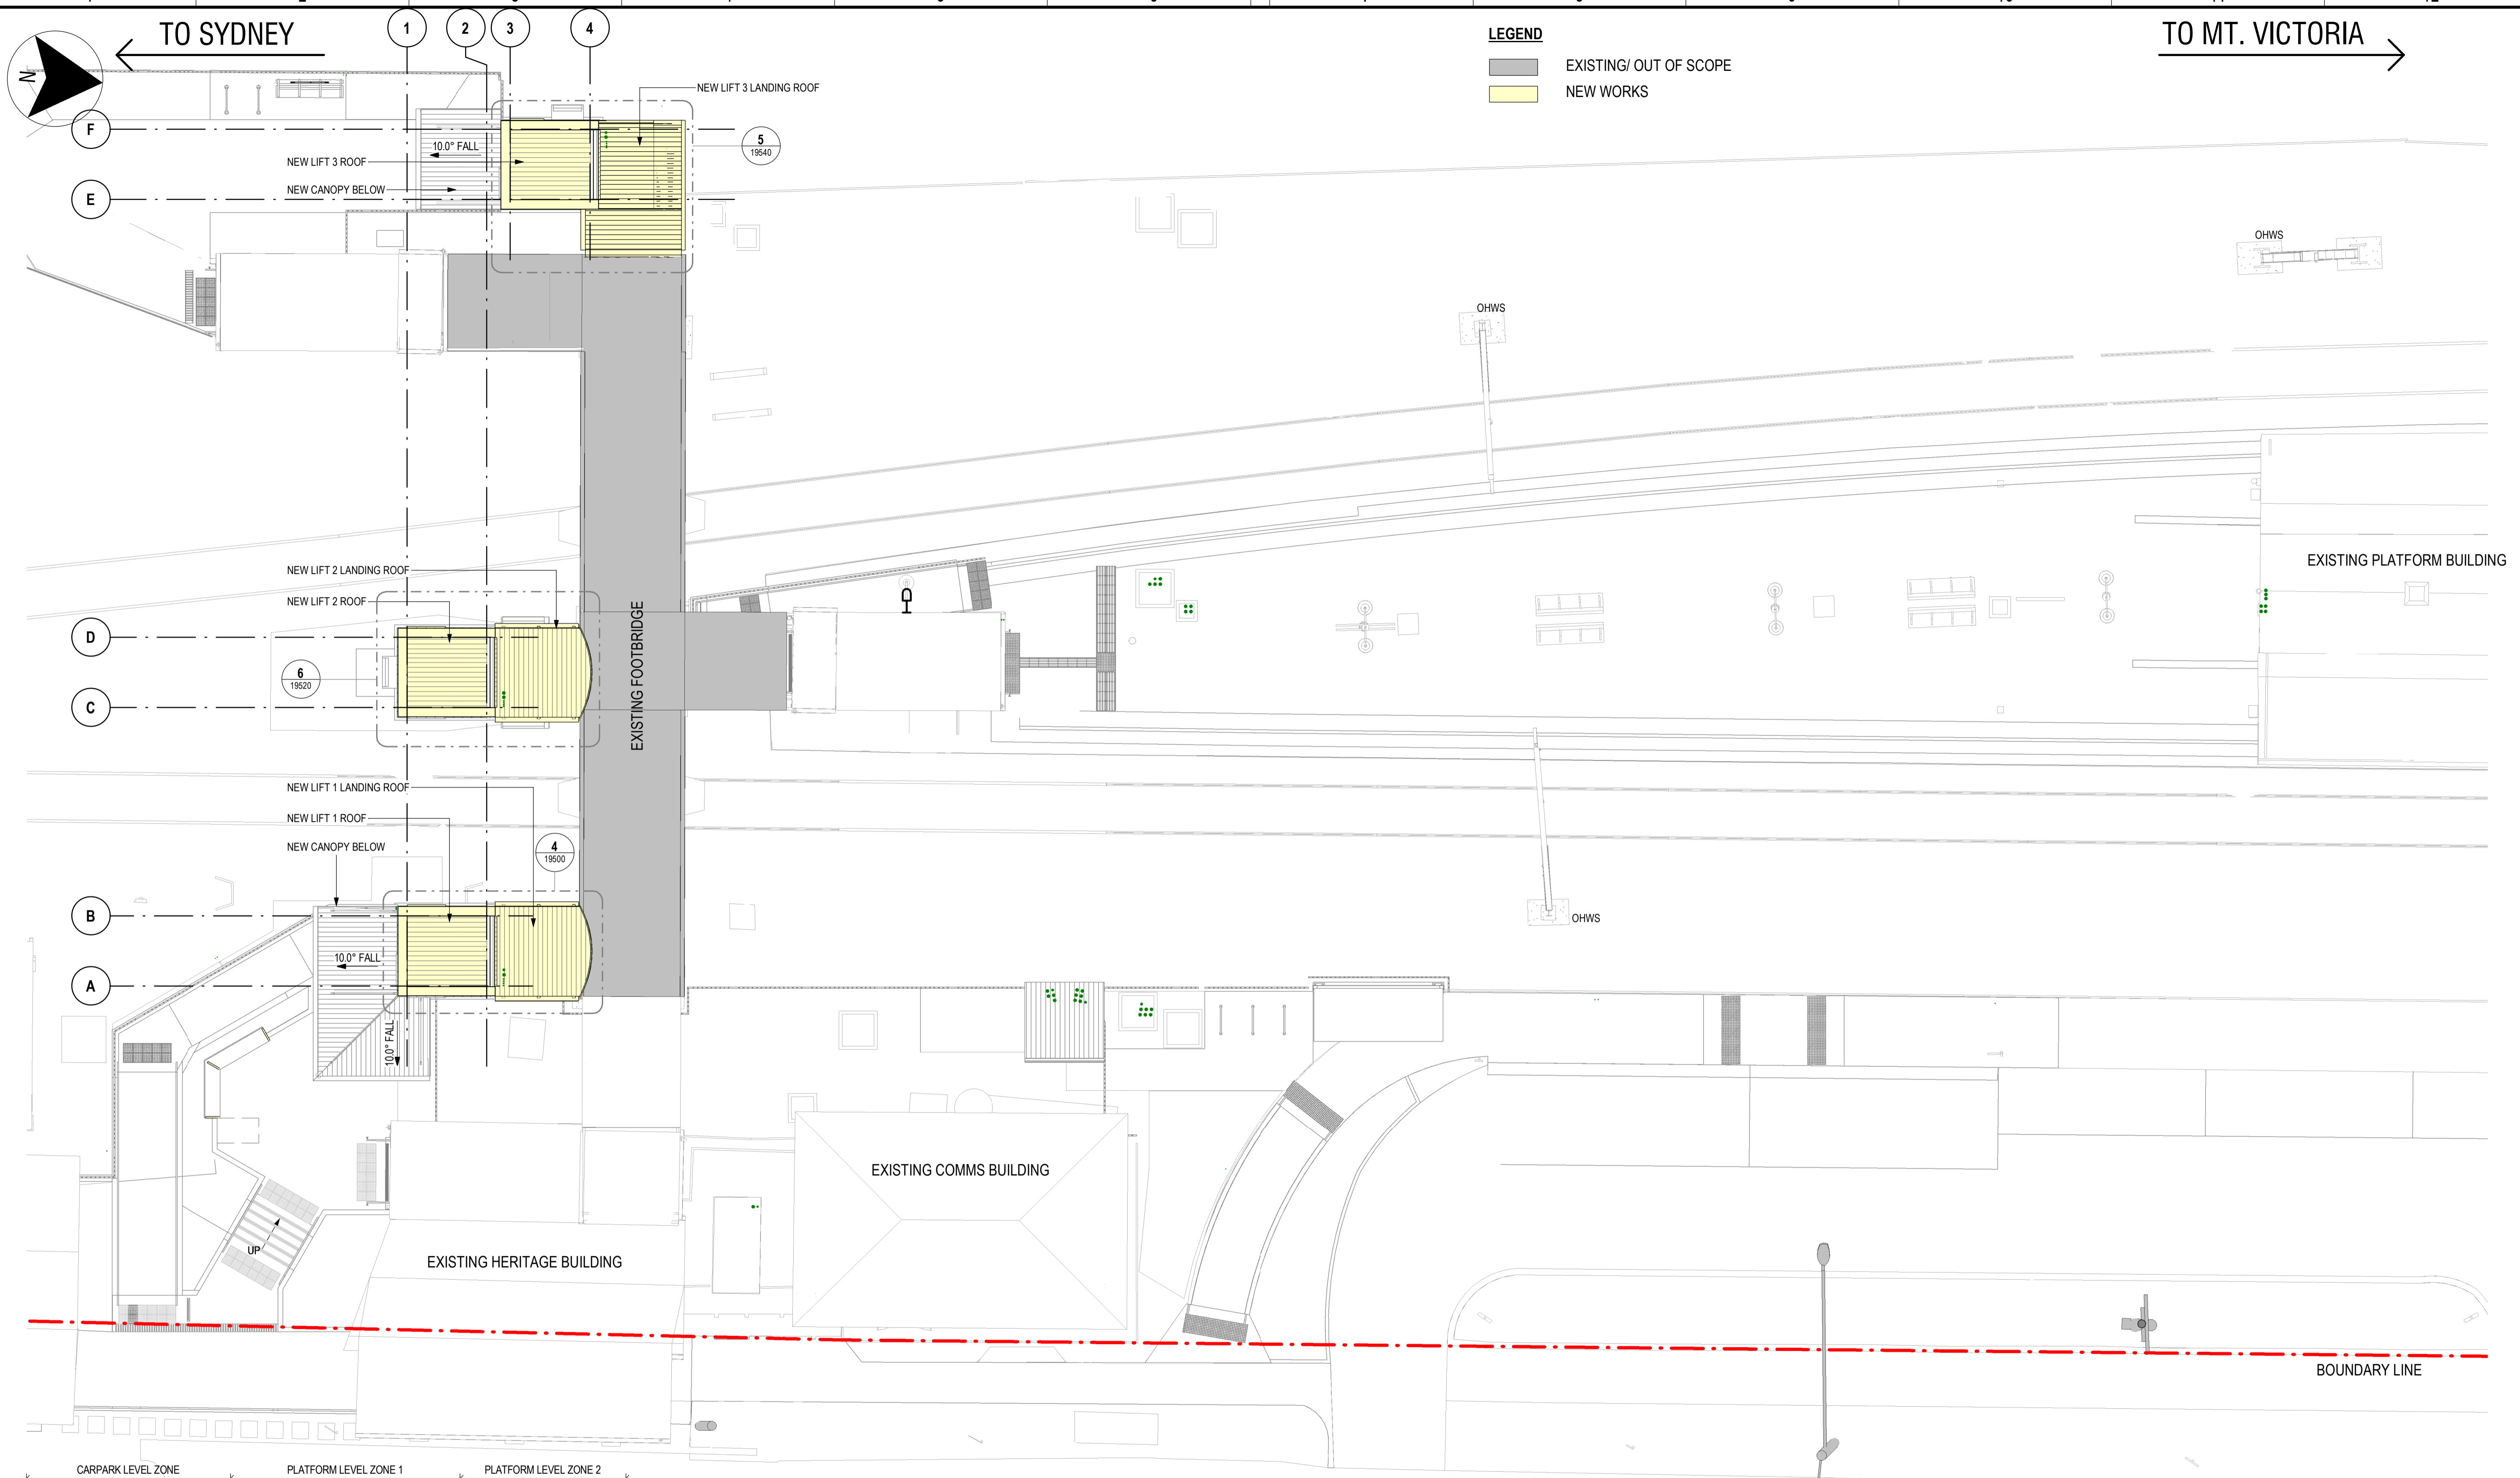 TO SYDNEY
1
2
3
4
LEGEND
EXISTING/ OUT OF SCOPE
NEW WORKS
TO MT. VICTORIA
N
NEW LIFT 3 LANDING ROOF
F
10.0° FALL
5
19540
NEW LIFT 3 ROOF
NEW CANOPY BELOW
E
OHWS
OHWS
EXISTING PLATFORM BUILDING
NEW LIFT 2 LANDING ROOF
NEW LIFT 2 ROOF
D
6
19520
C
EXISTING FOOTBRIDGE
NEW LIFT 1 LANDING ROOF
NEW LIFT 1 ROOF
NEW CANOPY BELOW
4
19500
B
OHWS
10.0° FALL
A
10.0° FALL
EXISTING COMMS BUILDING
UP
EXISTING HERITAGE BUILDING
BOUNDARY LINE
CARPARK LEVEL ZONE
PLATFORM LEVEL ZONE 1
PLATFORM LEVEL ZONE 2